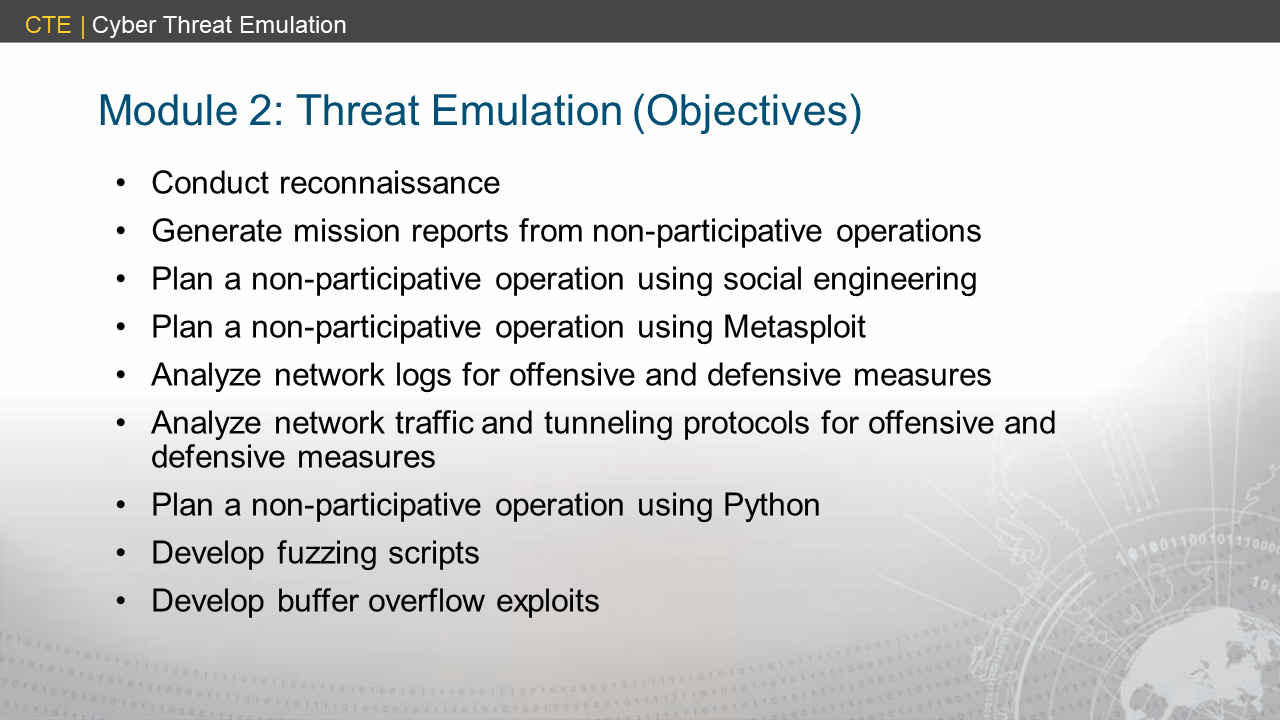 CTE | Cyber Threat Emulation
Module 2: Threat Emulation (Objectives)
• Conduct reconnaissance
• Generate mission reports from non-participative operations
• Plan a non-participative operation using social engineering
• Plan a non-participative operation using Metasploit
• Analyze network logs for offensive and defensive measures
• Analyze network traffic and tunneling protocols for offensive and
defensive measures
• Plan a non-participative operation using Python
• Develop fuzzing scripts
• Develop buffer overflow exploits